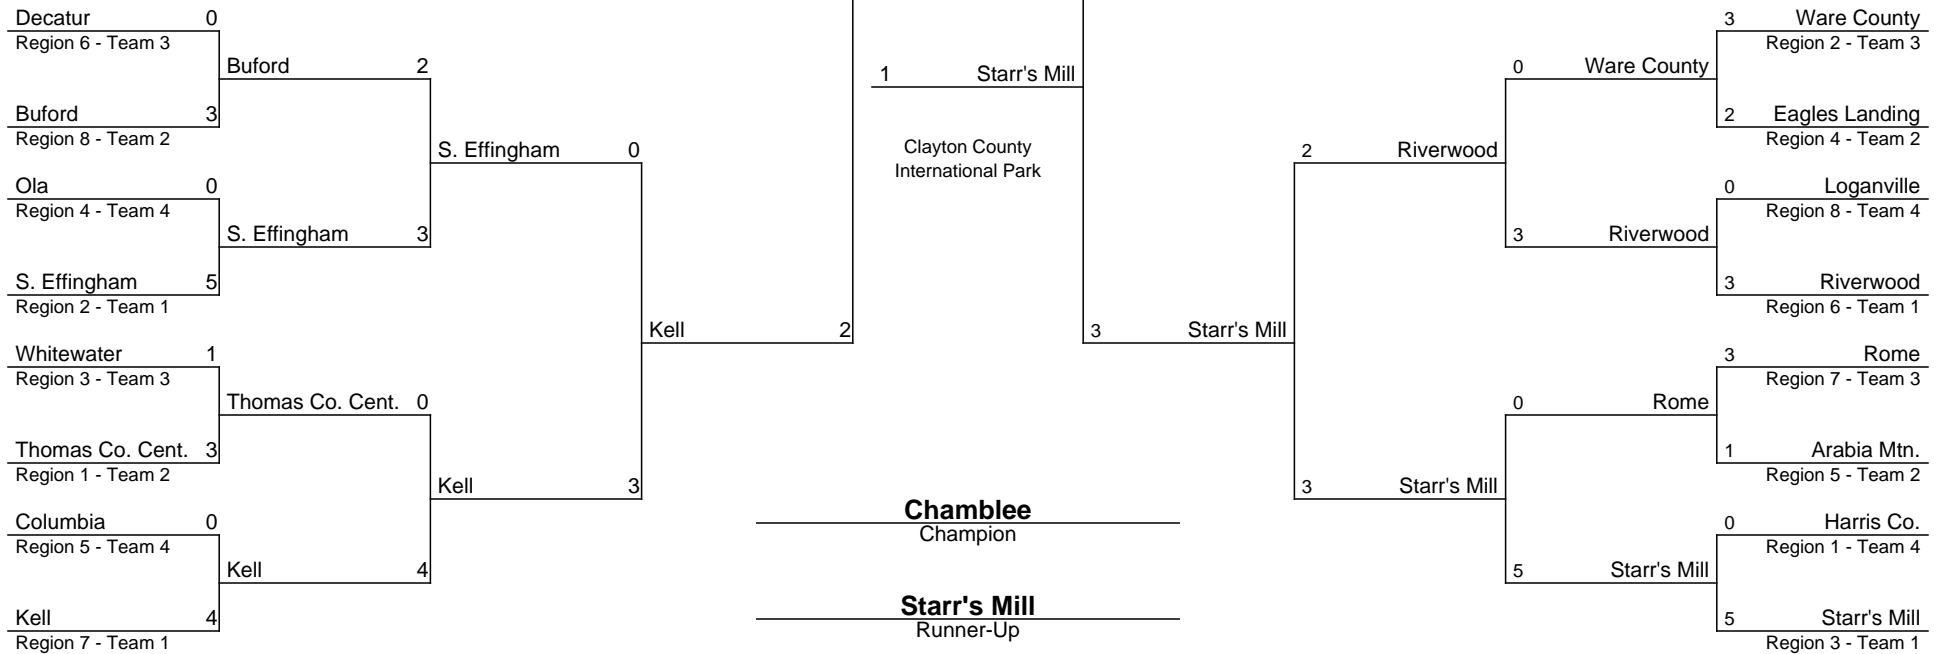 Decatur 0
Region 6 - Team 3
Buford 2
Buford 3
Region 8 - Team 2
S. Effingham 0
Ola 0
Region 4 - Team 4
S. Effingham 3
S. Effingham 5
Region 2 - Team 1
Kell 2
Whitewater 1
Region 3 - Team 3
Thomas Co. Cent. 0
Thomas Co. Cent. 3
Region 1 - Team 2
Kell 3
Columbia 0
Region 5 - Team 4
Kell 4
Kell 4
Region 7 - Team 1
1 Starr's Mill
Clayton County
International Park
Chamblee
Champion
Starr's Mill
Runner-Up
3 Ware County
Region 2 - Team 3
0 Ware County
2 Eagles Landing
Region 4 - Team 2
2 Riverwood
0 Loganville
Region 8 - Team 4
3 Riverwood
3 Riverwood
Region 6 - Team 1
3 Starr's Mill
3 Rome
Region 7 - Team 3
0 Rome
1 Arabia Mtn.
Region 5 - Team 2
3 Starr's Mill
0 Harris Co.
Region 1 - Team 4
5 Starr's Mill
5 Starr's Mill
Region 3 - Team 1